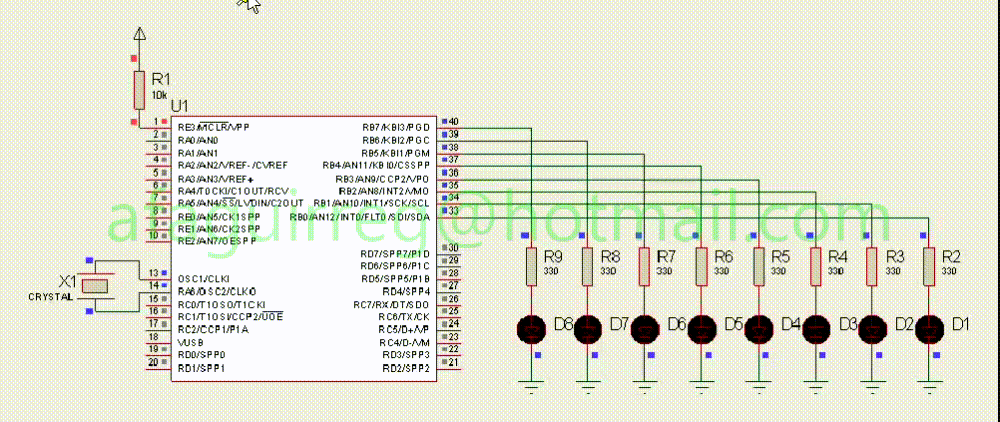 R1
10k
U1
1 RE3/MCLR/VPP
2 RA0/AN0
3 RA1/AN1
4 RA2/AN2/VREF-/CVREF
5 RA3/AN3/VREF+
6 RA4/T0CKI/C1OUT/RCV
7 RA5/AN4/SS/LVDIN/C2OUT
8 RE0/AN5/CK1SPP
9 RE1/AN6/CK2SPP
10 RE2/AN7/OESPP
13 OSC1/CLKI
14 RA6/OSC2/CLKO
15 RC0/T1OSO/T1CKI
16 RC1/T1OSI/CCP2/UOE
17 RC2/CCP1/P1A
18 VUSB
19 RD0/SPP0
20 RD1/SPP1
RB7/KBI3/PGD 40
RB6/KBI2/PGC 39
RB5/KBI1/PGM 38
RB4/AN11/KBI0/CSSPP 37
RB3/AN9/CCP2/VPO 36
RB2/AN8/INT2/VMO 35
RB1/AN10/INT1/SCK/SCL 34
RB0/AN12/INT0/FLT0/SDI/SDA 33
RD7/SPP7/P1D 30
RD6/SPP6/P1C 29
RD5/SPP5/P1B 28
RD4/SPP4 27
RC7/RX/DT/SDO 26
RC6/TX/CK 25
RC5/D+/VP 24
RC4/D-/VM 23
RD3/SPP3 22
RD2/SPP2 21
X1
CRYSTAL
R9 R8 R7 R6 R5 R4 R3 R2
330 330 330 330 330 330 330 330
D8 D7 D6 D5 D4 D3 D2 D1